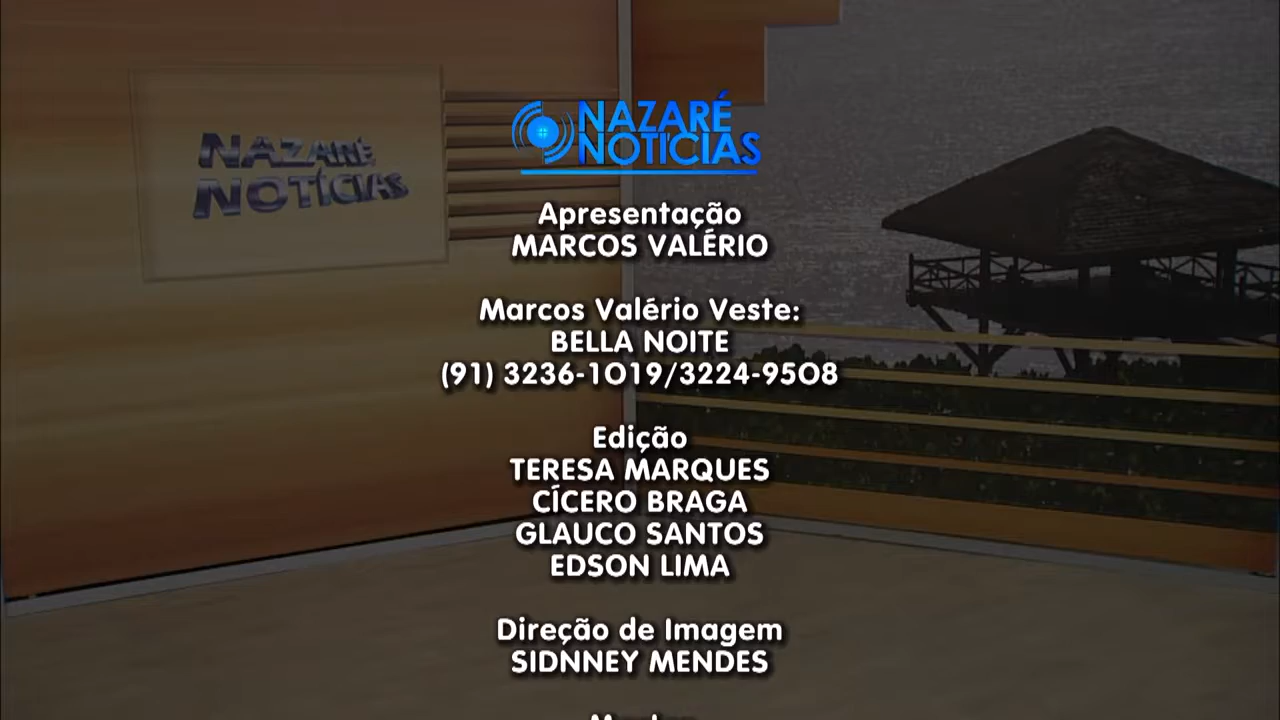 NAZARÉ
NOTÍCIAS
NAZARÉ
NOTÍCIAS
Apresentação
MARCOS VALÉRIO
Marcos Valério Veste:
BELLA NOITE
(91) 3236-1019/3224-9508
Edição
TERESA MARQUES
CÍCERO BRAGA
GLAUCO SANTOS
EDSON LIMA
Direção de Imagem
SIDNNEY MENDES